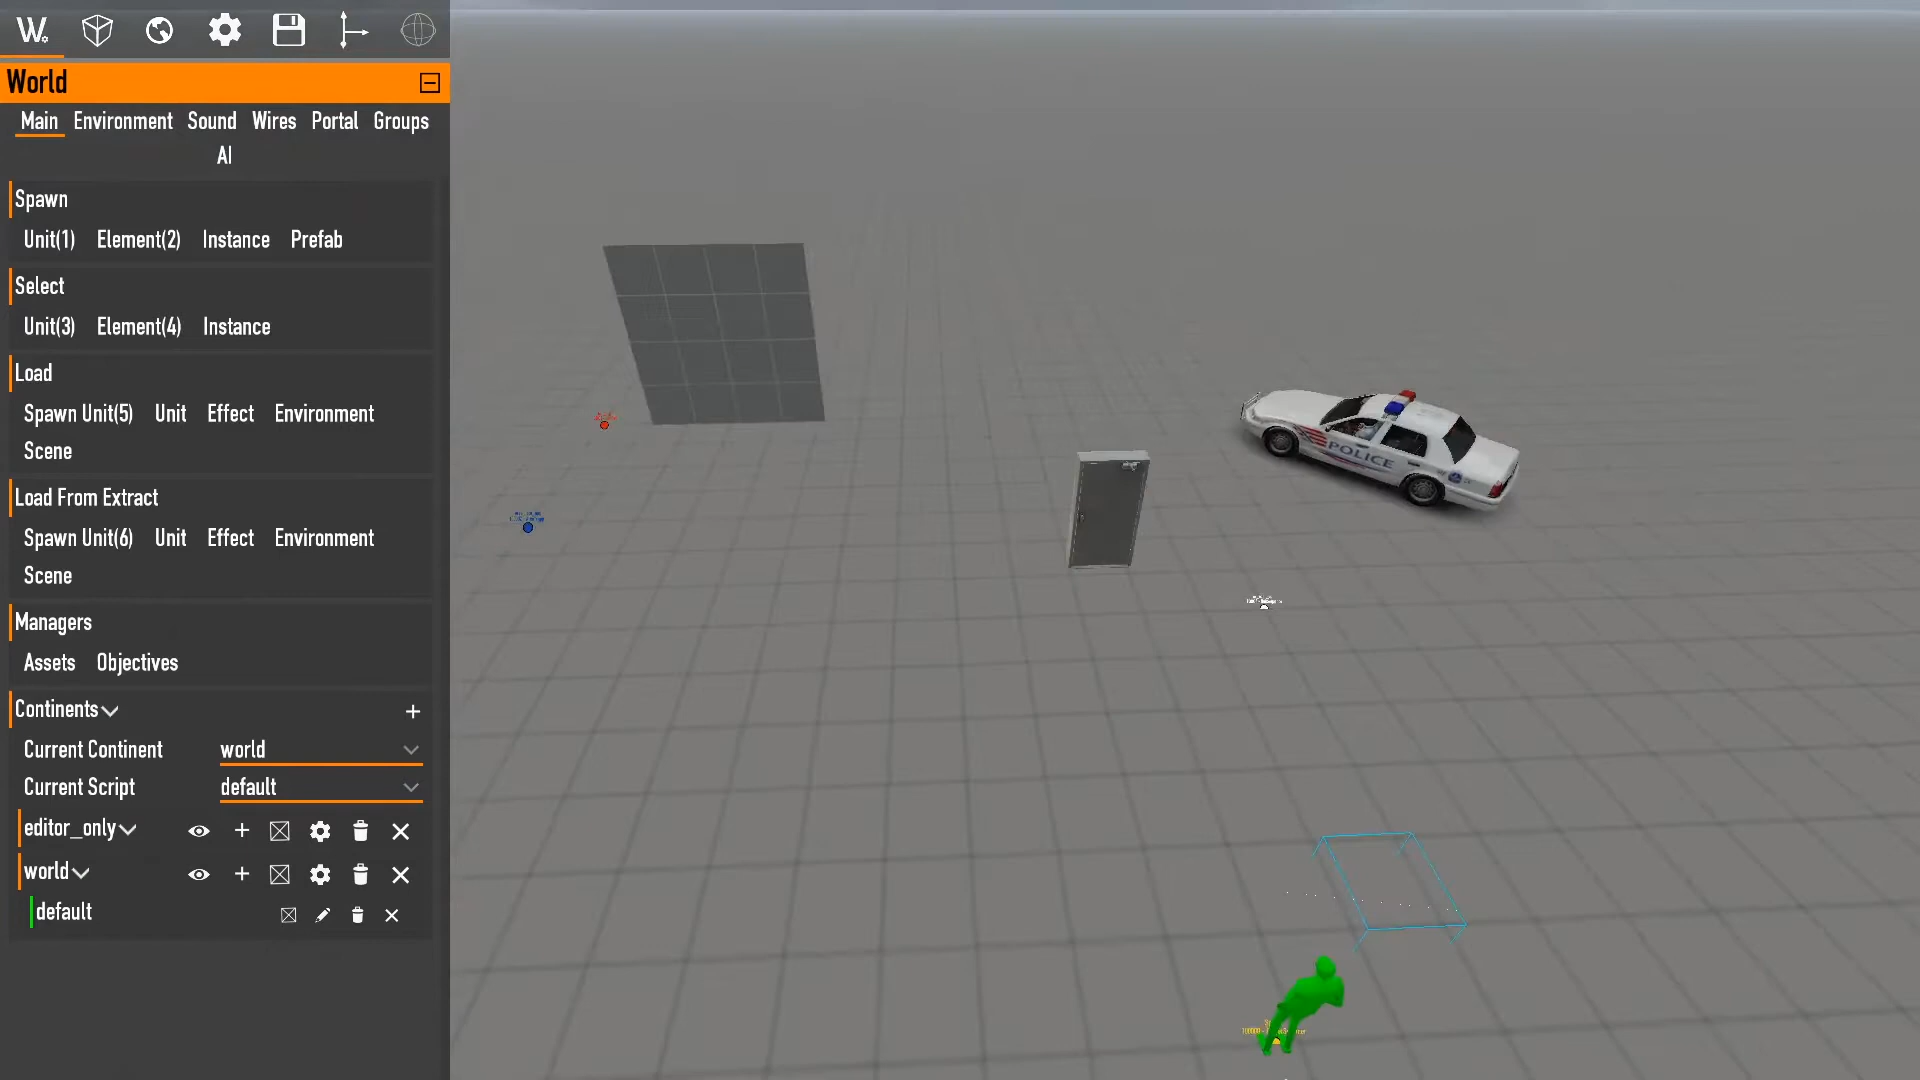 W.
World
Main Environment Sound Wires Portal Groups
AI
Spawn
Unit(1) Element(2) Instance Prefab
Select
Unit(3) Element(4) Instance
Load
Spawn Unit(5) Unit Effect Environment
Scene
Load From Extract
Spawn Unit(6) Unit Effect Environment
Scene
Managers
Assets Objectives
Continents
Current Continent world
Current Script default
editor_only
world
default
POLICE